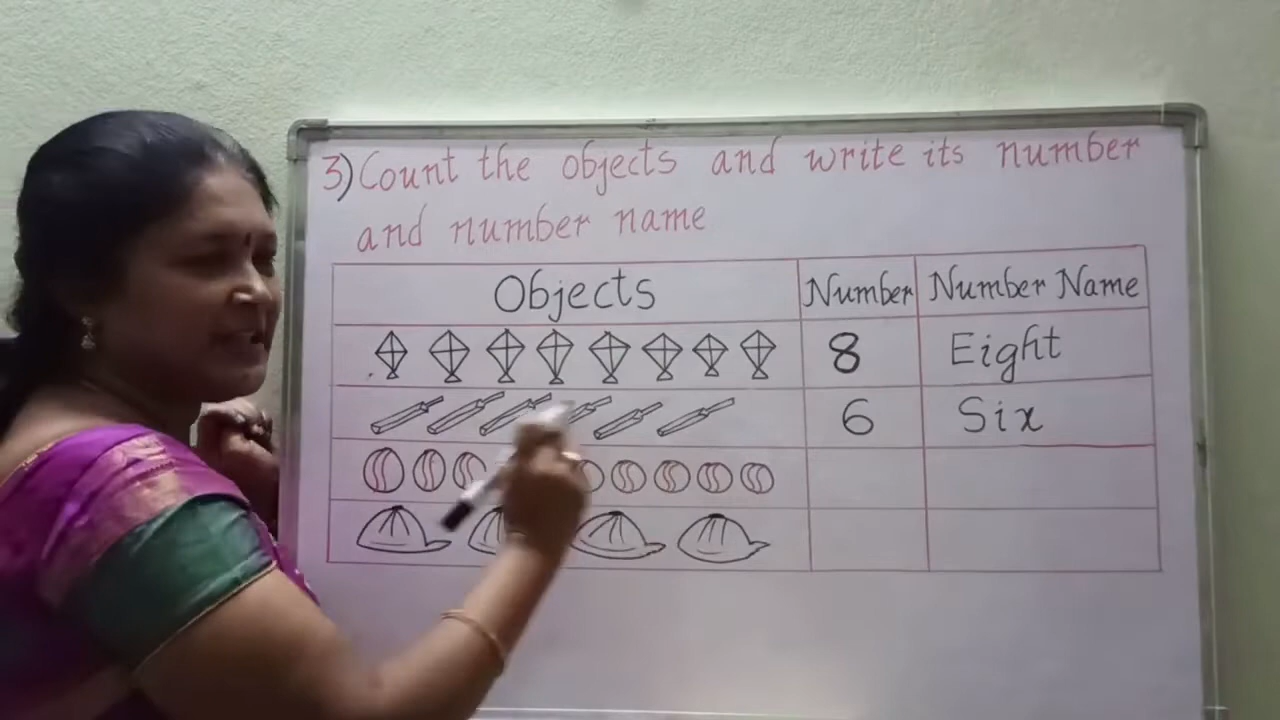 3) Count the objects and write its number
and number name
Objects Number Number Name
8 Eight
6 Six